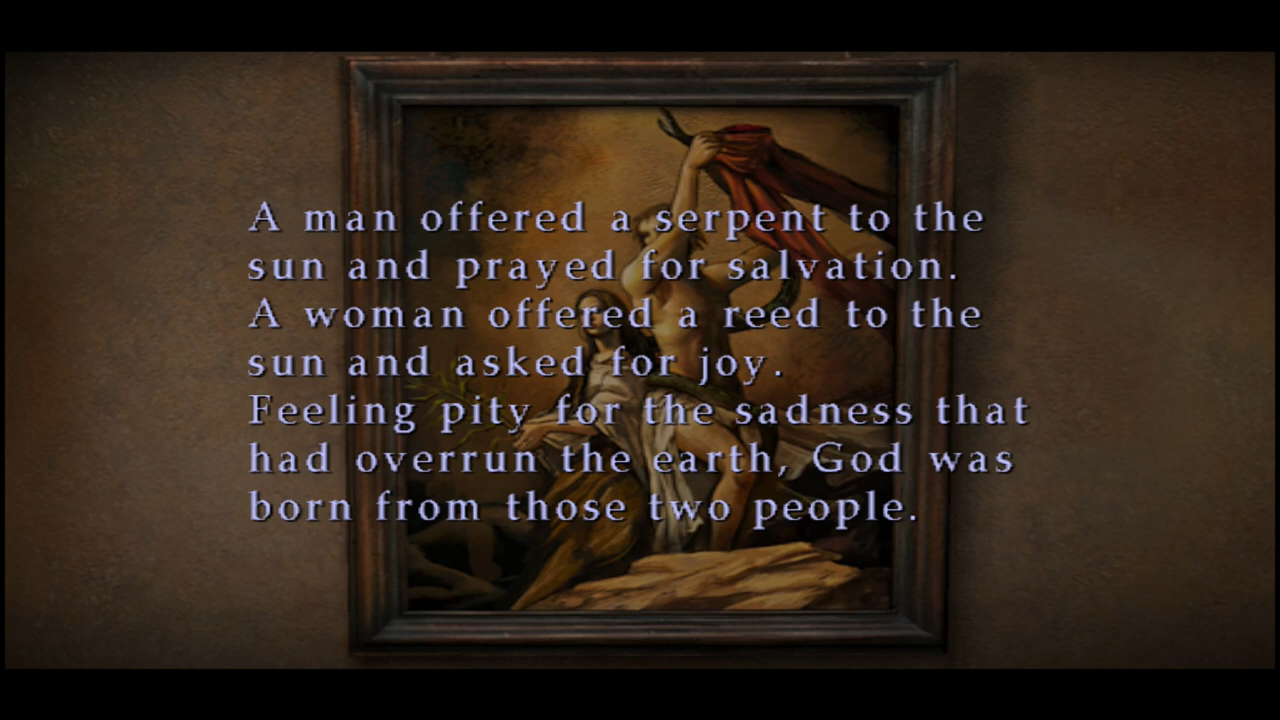 A man offered a serpent to the
sun and prayed for salvation.
A woman offered a reed to the
sun and asked for joy.
Feeling pity for the sadness that
had overrun the earth, God was
born from those two people.